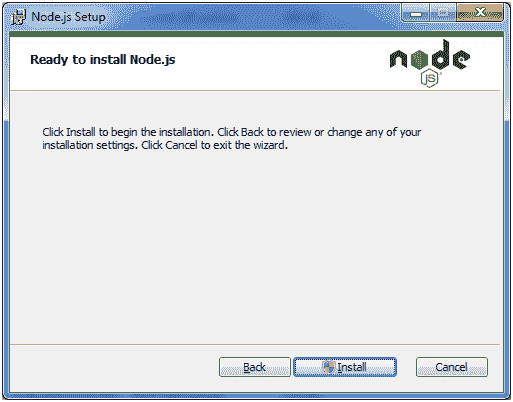 Node.js Setup
Ready to install Node.js
node
JS
Click Install to begin the installation. Click Back to review or change any of your
installation settings. Click Cancel to exit the wizard.
Back
Install
Cancel